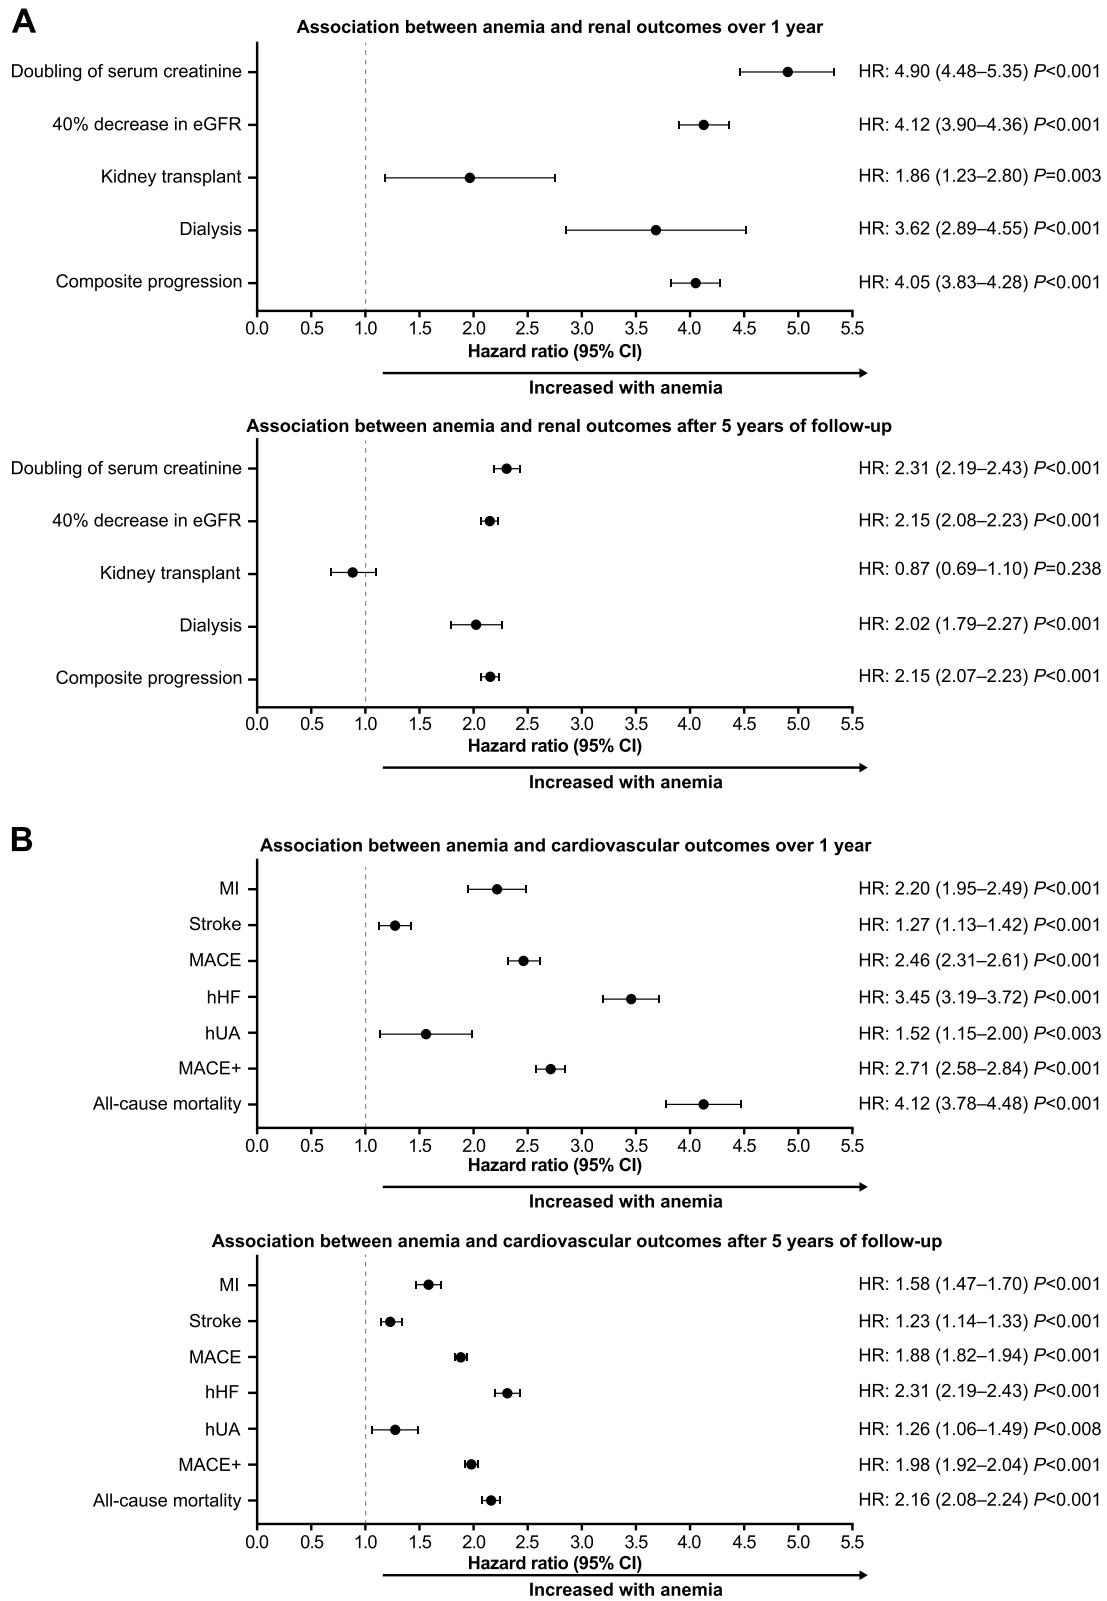 A
Association between anemia and renal outcomes over 1 year
Doubling of serum creatinine HR: 4.90 (4.48–5.35) P<0.001
40% decrease in eGFR HR: 4.12 (3.90–4.36) P<0.001
Kidney transplant HR: 1.86 (1.23–2.80) P=0.003
Dialysis HR: 3.62 (2.89–4.55) P<0.001
Composite progression HR: 4.05 (3.83–4.28) P<0.001
0.0 0.5 1.0 1.5 2.0 2.5 3.0 3.5 4.0 4.5 5.0 5.5
Hazard ratio (95% CI)
Increased with anemia
Association between anemia and renal outcomes after 5 years of follow-up
Doubling of serum creatinine HR: 2.31 (2.19–2.43) P<0.001
40% decrease in eGFR HR: 2.15 (2.08–2.23) P<0.001
Kidney transplant HR: 0.87 (0.69–1.10) P=0.238
Dialysis HR: 2.02 (1.79–2.27) P<0.001
Composite progression HR: 2.15 (2.07–2.23) P<0.001
0.0 0.5 1.0 1.5 2.0 2.5 3.0 3.5 4.0 4.5 5.0 5.5
Hazard ratio (95% CI)
Increased with anemia
B
Association between anemia and cardiovascular outcomes over 1 year
MI HR: 2.20 (1.95–2.49) P<0.001
Stroke HR: 1.27 (1.13–1.42) P<0.001
MACE HR: 2.46 (2.31–2.61) P<0.001
hHF HR: 3.45 (3.19–3.72) P<0.001
hUA HR: 1.52 (1.15–2.00) P<0.003
MACE+ HR: 2.71 (2.58–2.84) P<0.001
All-cause mortality HR: 4.12 (3.78–4.48) P<0.001
0.0 0.5 1.0 1.5 2.0 2.5 3.0 3.5 4.0 4.5 5.0 5.5
Hazard ratio (95% CI)
Increased with anemia
Association between anemia and cardiovascular outcomes after 5 years of follow-up
MI HR: 1.58 (1.47–1.70) P<0.001
Stroke HR: 1.23 (1.14–1.33) P<0.001
MACE HR: 1.88 (1.82–1.94) P<0.001
hHF HR: 2.31 (2.19–2.43) P<0.001
hUA HR: 1.26 (1.06–1.49) P<0.008
MACE+ HR: 1.98 (1.92–2.04) P<0.001
All-cause mortality HR: 2.16 (2.08–2.24) P<0.001
0.0 0.5 1.0 1.5 2.0 2.5 3.0 3.5 4.0 4.5 5.0 5.5
Hazard ratio (95% CI)
Increased with anemia